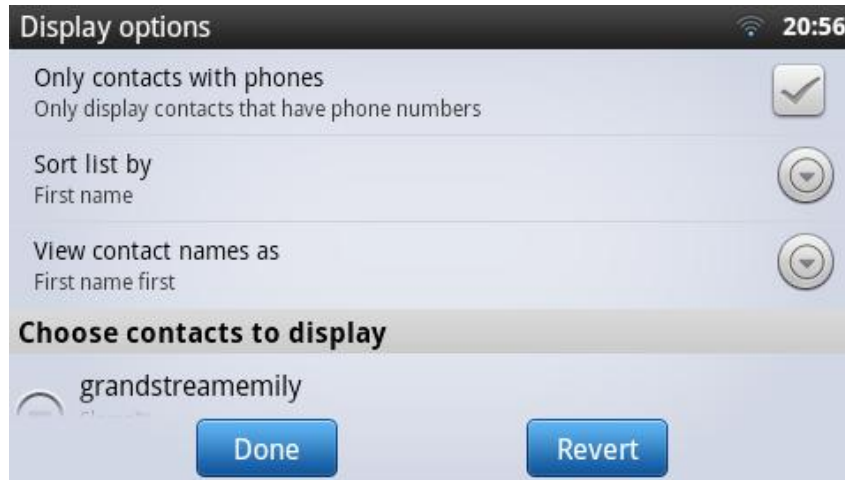 Display options
20:56
Only contacts with phones
Only display contacts that have phone numbers
Sort list by
First name
View contact names as
First name first
Choose contacts to display
grandstreamemily
Done
Revert